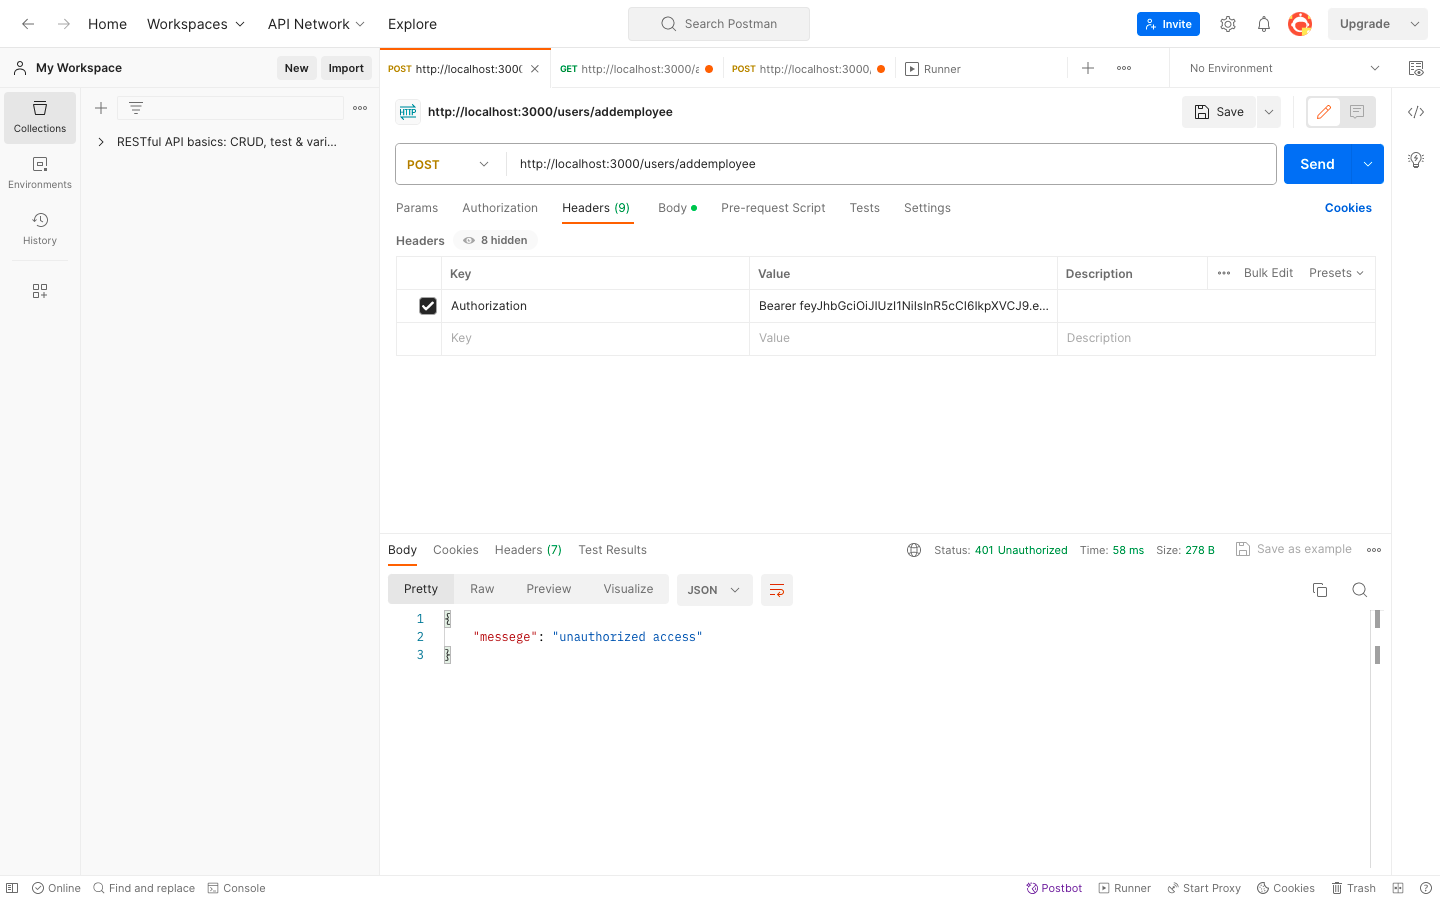 Home Workspaces API Network Explore Search Postman Invite Upgrade
My Workspace New Import POST http://localhost:3000 GET http://localhost:3000/a POST http://localhost:3000, Runner No Environment
Collections
Environments
History
RESTful API basics: CRUD, test & vari...
HTTP http://localhost:3000/users/addemployee Save
POST http://localhost:3000/users/addemployee Send
Params Authorization Headers (9) Body Pre-request Script Tests Settings Cookies
Headers 8 hidden
Key Value Description Bulk Edit Presets
Authorization Bearer feyJhbGciOiJIUzI1NiIsInR5cCI6IkpXVCJ9.e...
Key Value Description
Body Cookies Headers (7) Test Results Status: 401 Unauthorized Time: 58 ms Size: 278 B Save as example
Pretty Raw Preview Visualize JSON
1 {
2 "messege": "unauthorized access"
3 }
Online Find and replace Console Postbot Runner Start Proxy Cookies Trash